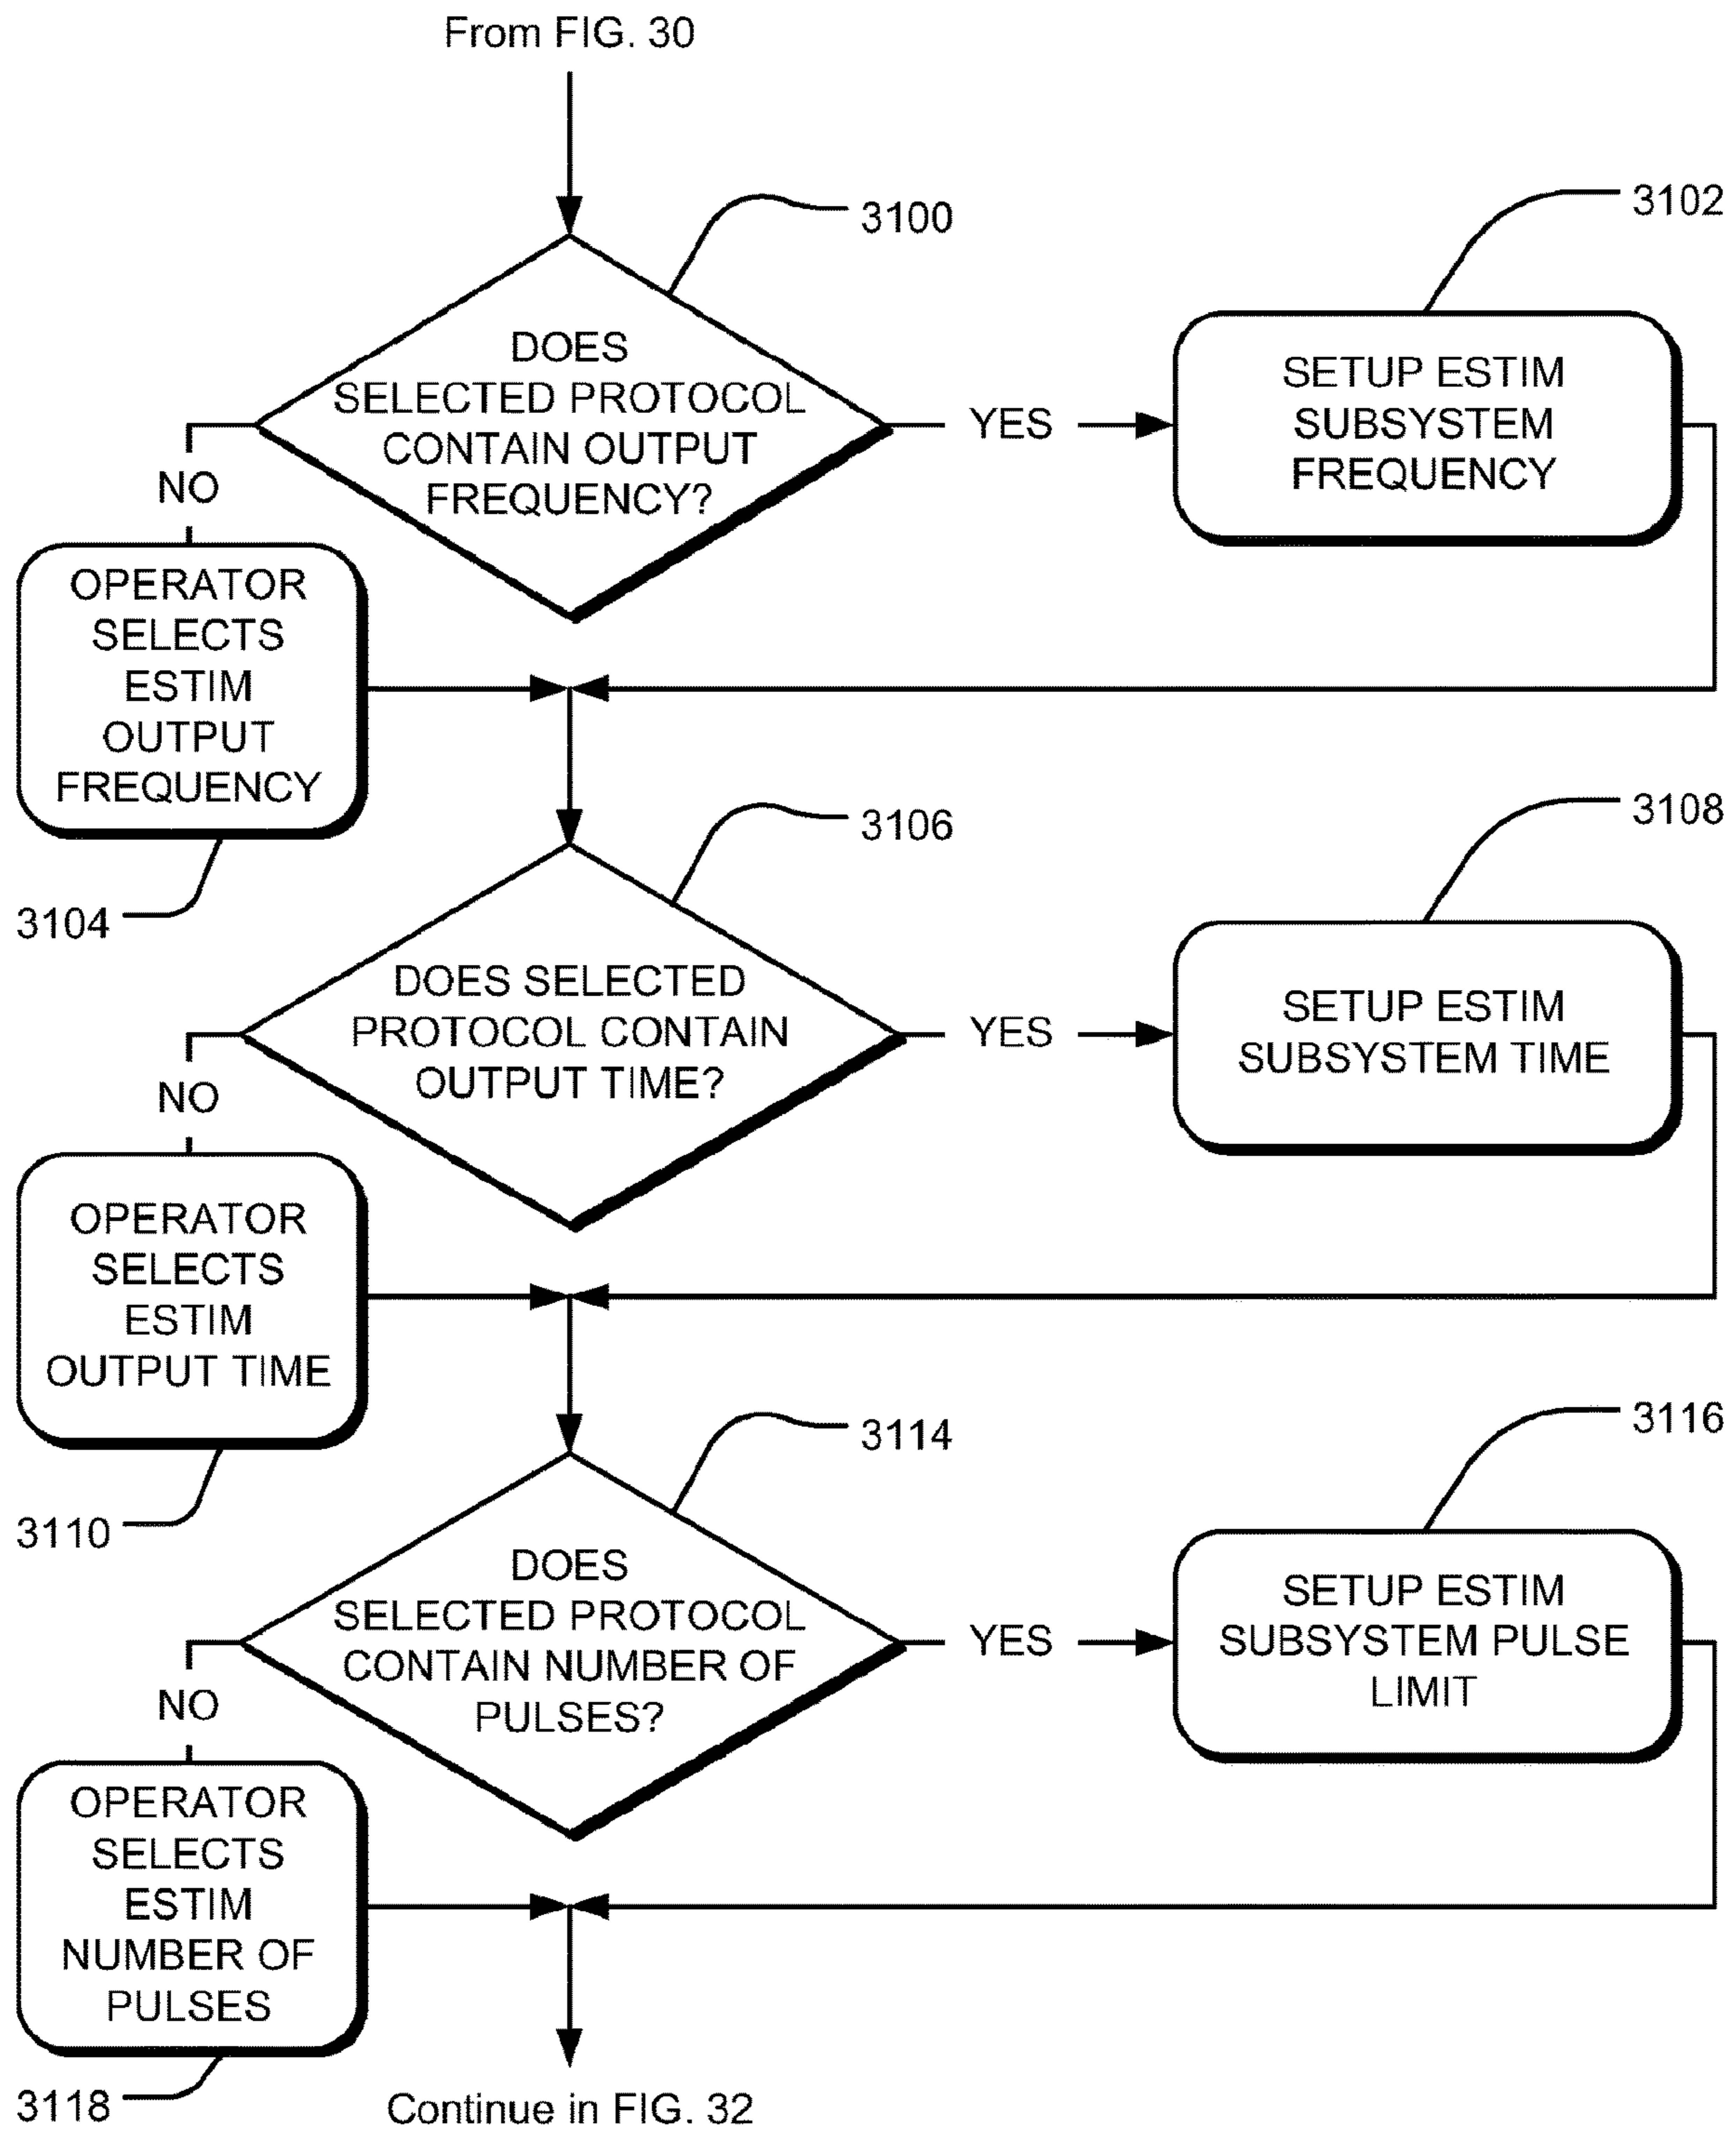 From FIG. 30
3100
3102
DOES
SELECTED PROTOCOL
CONTAIN OUTPUT
FREQUENCY?
YES
SETUP ESTIM
SUBSYSTEM
FREQUENCY
NO
OPERATOR
SELECTS
ESTIM
OUTPUT
FREQUENCY
3104
3106
3108
DOES SELECTED
PROTOCOL CONTAIN
OUTPUT TIME?
YES
SETUP ESTIM
SUBSYSTEM TIME
NO
OPERATOR
SELECTS
ESTIM
OUTPUT TIME
3110
3114
3116
DOES
SELECTED PROTOCOL
CONTAIN NUMBER OF
PULSES?
YES
SETUP ESTIM
SUBSYSTEM PULSE
LIMIT
NO
OPERATOR
SELECTS
ESTIM
NUMBER OF
PULSES
3118
Continue in FIG. 32